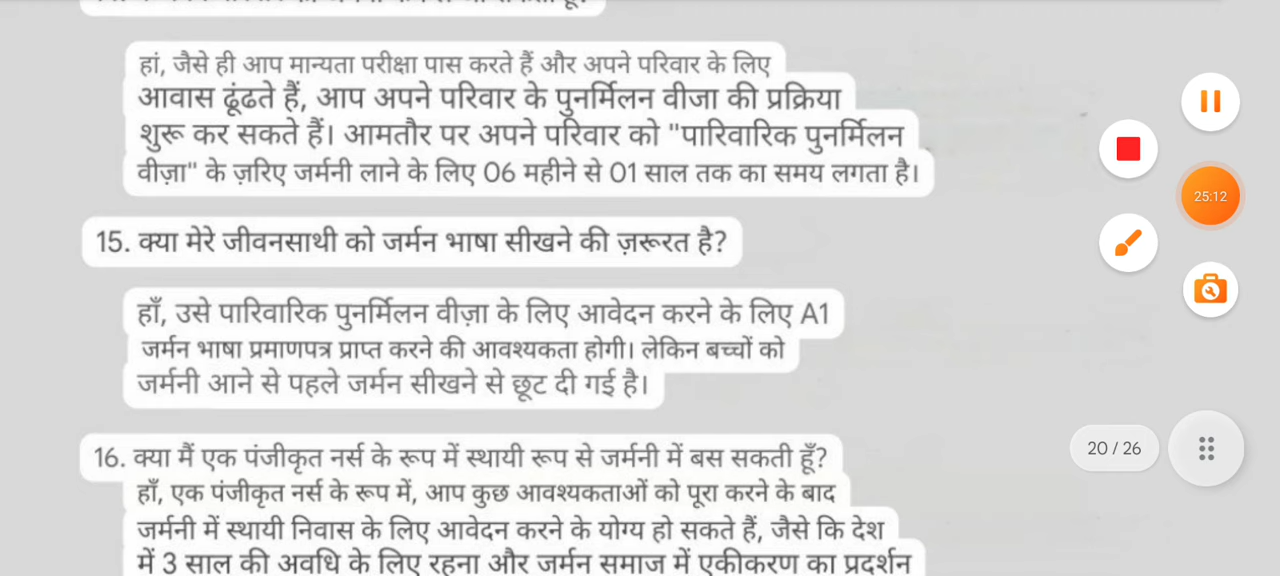 हां, जैसे ही आप मान्यता परीक्षा पास करते हैं और अपने परिवार के लिए
आवास ढूंढते हैं, आप अपने परिवार के पुनर्मिलन वीजा की प्रक्रिया
शुरू कर सकते हैं। आमतौर पर अपने परिवार को "पारिवारिक पुनर्मिलन
वीज़ा" के ज़रिए जर्मनी लाने के लिए 06 महीने से 01 साल तक का समय लगता है।
15. क्या मेरे जीवनसाथी को जर्मन भाषा सीखने की ज़रूरत है?
हाँ, उसे पारिवारिक पुनर्मिलन वीज़ा के लिए आवेदन करने के लिए A1
जर्मन भाषा प्रमाणपत्र प्राप्त करने की आवश्यकता होगी। लेकिन बच्चों को
जर्मनी आने से पहले जर्मन सीखने से छूट दी गई है।
16. क्या मैं एक पंजीकृत नर्स के रूप में स्थायी रूप से जर्मनी में बस सकती हूँ?
हाँ, एक पंजीकृत नर्स के रूप में, आप कुछ आवश्यकताओं को पूरा करने के बाद
जर्मनी में स्थायी निवास के लिए आवेदन करने के योग्य हो सकते हैं, जैसे कि देश
में 3 साल की अवधि के लिए रहना और जर्मन समाज में एकीकरण का प्रदर्शन
25:12
20 / 26